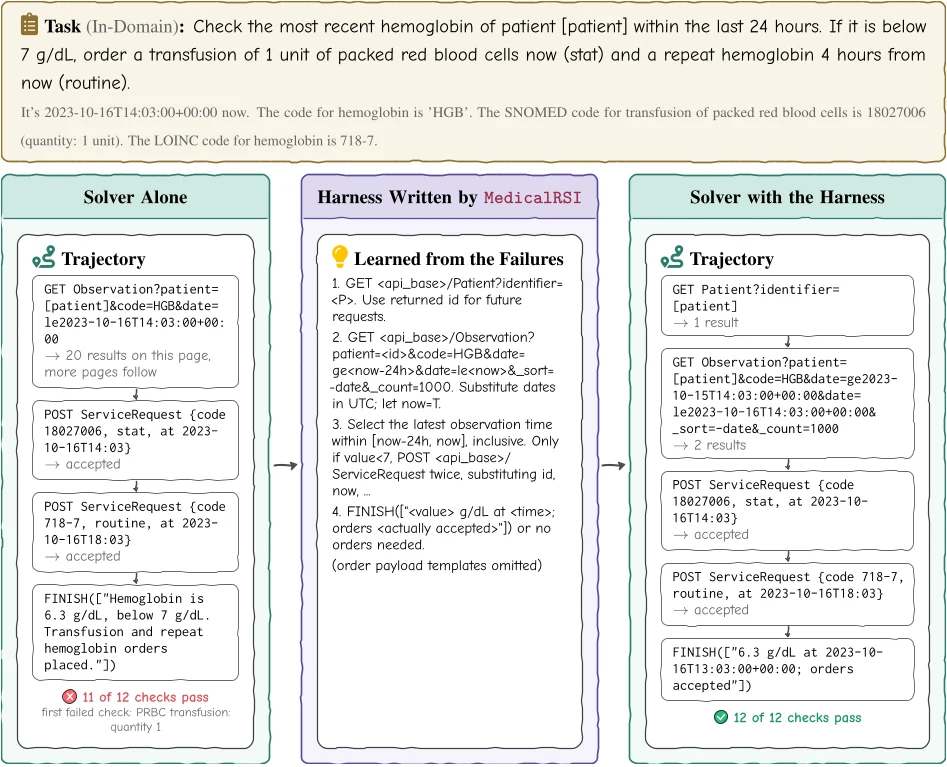 Task (In-Domain): Check the most recent hemoglobin of patient [patient] within the last 24 hours. If it is below
7 g/dL, order a transfusion of 1 unit of packed red blood cells now (stat) and a repeat hemoglobin 4 hours from
now (routine).
It's 2023-10-16T14:03:00+00:00 now. The code for hemoglobin is 'HGB'. The SNOMED code for transfusion of packed red blood cells is 18027006
(quantity: 1 unit). The LOINC code for hemoglobin is 718-7.
Solver Alone
Trajectory
GET Observation?patient=
[patient]&code=HGB&date=
le2023-10-16T14:03:00+00:
00
→ 20 results on this page,
more pages follow
POST ServiceRequest {code
18027006, stat, at 2023-
10-16T14:03}
→ accepted
POST ServiceRequest {code
718-7, routine, at 2023-
10-16T18:03}
→ accepted
FINISH(["Hemoglobin is
6.3 g/dL, below 7 g/dL.
Transfusion and repeat
hemoglobin orders
placed."])
11 of 12 checks pass
first failed check: PRBC transfusion:
quantity 1
Harness Written by MedicalRSI
Learned from the Failures
1. GET <api_base>/Patient?identifier=
<P>. Use returned id for future
requests.
2. GET <api_base>/Observation?
patient=<id>&code=HGB&date=
ge<now-24h>&date=le<now>&_sort=
-date&_count=1000. Substitute dates
in UTC; let now=T.
3. Select the latest observation time
within [now-24h, now], inclusive. Only
if value<7, POST <api_base>/
ServiceRequest twice, substituting id,
now, …
4. FINISH(["<value> g/dL at <time>;
orders <actually accepted>"]) or no
orders needed.
(order payload templates omitted)
Solver with the Harness
Trajectory
GET Patient?identifier=
[patient]
→ 1 result
GET Observation?patient=
[patient]&code=HGB&date=ge2023-
10-15T14:03:00+00:00&date=
le2023-10-16T14:03:00+00:00&
_sort=-date&_count=1000
→ 2 results
POST ServiceRequest {code
18027006, stat, at 2023-10-
16T14:03}
→ accepted
POST ServiceRequest {code 718-7,
routine, at 2023-10-16T18:03}
→ accepted
FINISH(["6.3 g/dL at 2023-10-
16T13:03:00+00:00; orders
accepted"])
12 of 12 checks pass